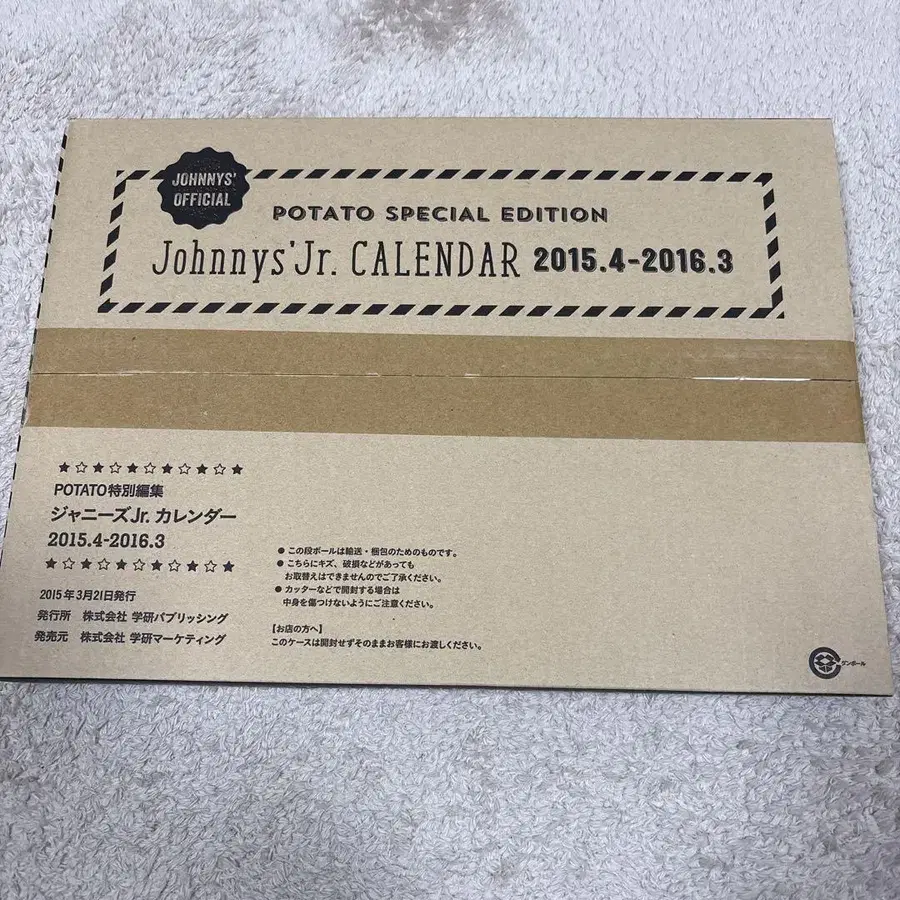 JOHNNYS'
OFFICIAL
POTATO SPECIAL EDITION
Johnnys'Jr. CALENDAR 2015.4-2016.3
★☆★☆★☆★☆★☆★
POTATO特別編集
ジャニーズJr. カレンダー
2015.4-2016.3
★☆★☆★☆★☆★☆★
2015年3月21日発行
発行所 株式会社 学研パブリッシング
発売元 株式会社 学研マーケティング
● この段ボールは輸送・梱包のためのものです。
● こちらにキズ、破損などがあっても
お取替えはできませんのでご了承ください。
● カッターなどで開封する場合は
中身を傷つけないようにご注意ください。
【お店の方へ】
このケースは開封せずそのままお客様にお渡しください。
ダンボール